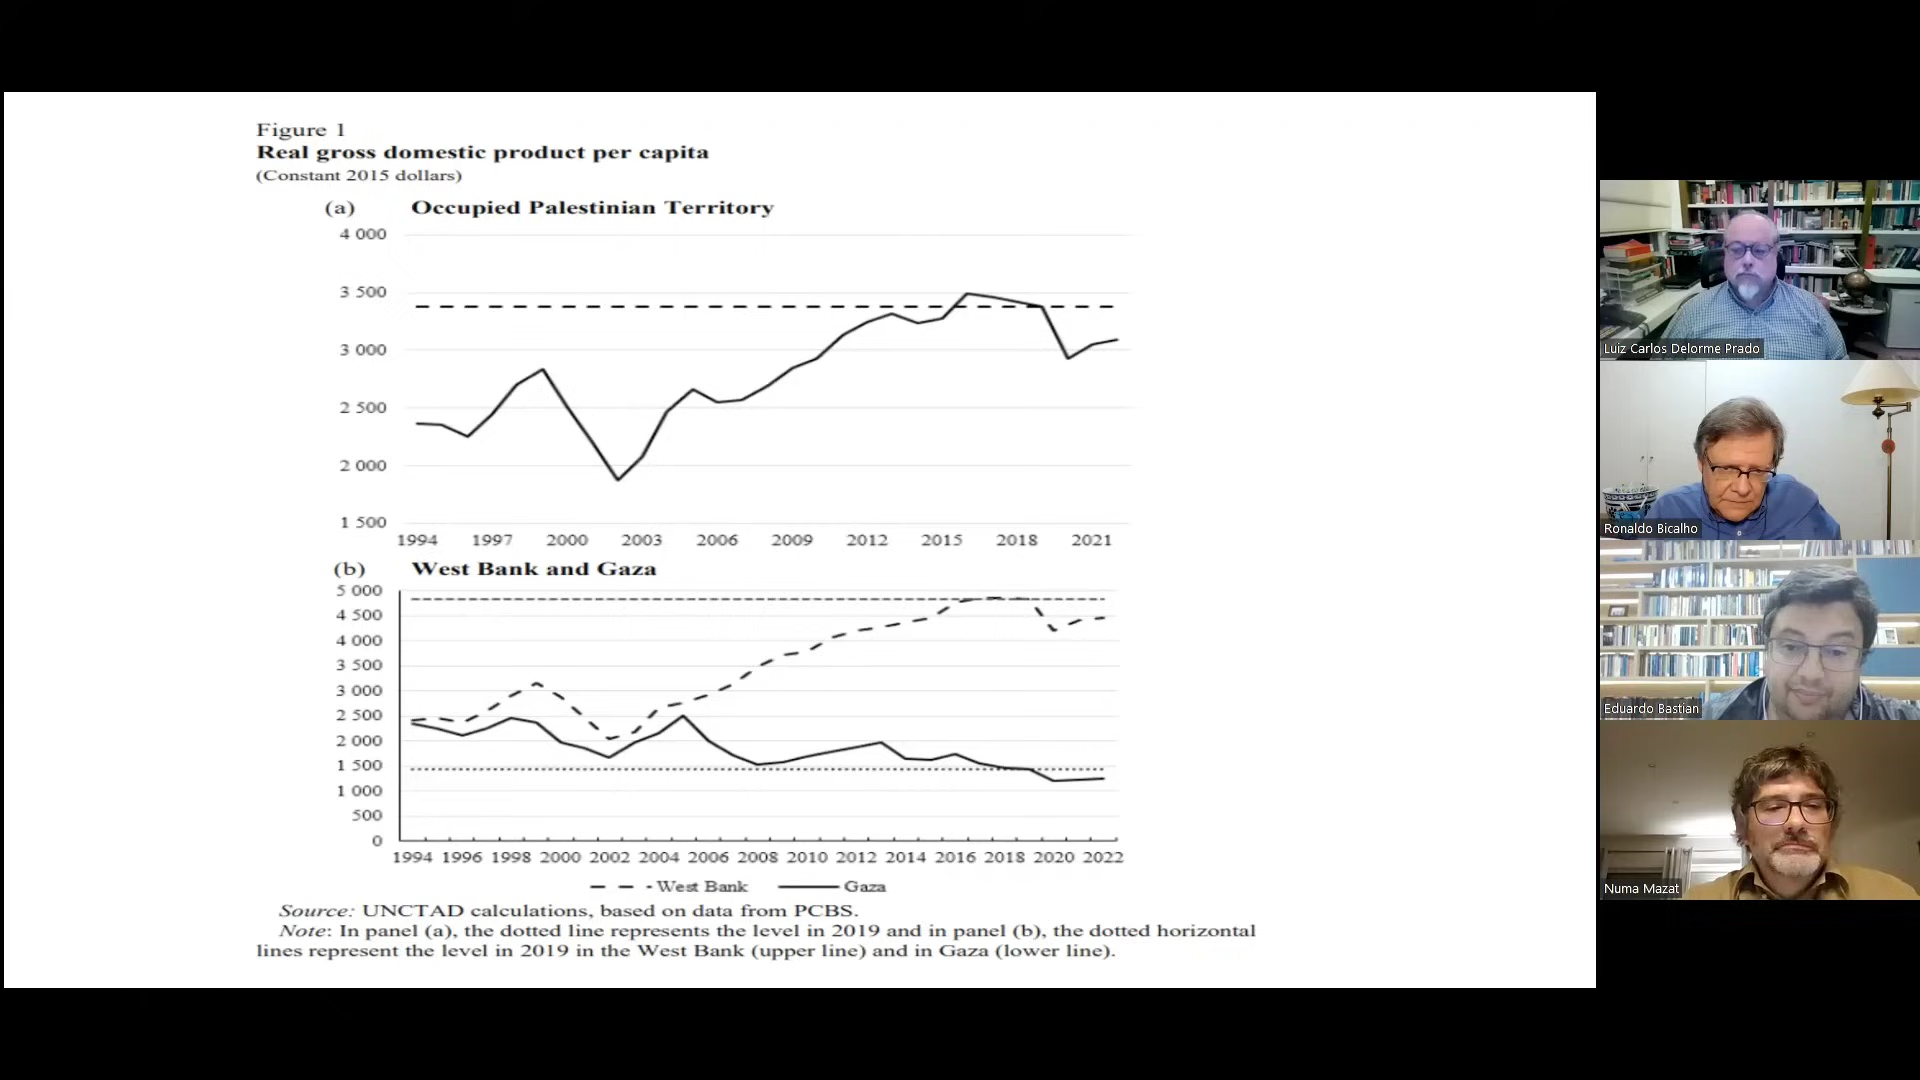 Figure 1
Real gross domestic product per capita
(Constant 2015 dollars)
(a) Occupied Palestinian Territory
4 000
3 500
3 000
2 500
2 000
1 500
1994 1997 2000 2003 2006 2009 2012 2015 2018 2021
(b) West Bank and Gaza
5 000
4 500
4 000
3 500
3 000
2 500
2 000
1 500
1 000
500
0
1994 1996 1998 2000 2002 2004 2006 2008 2010 2012 2014 2016 2018 2020 2022
West Bank Gaza
Source: UNCTAD calculations, based on data from PCBS.
Note: In panel (a), the dotted line represents the level in 2019 and in panel (b), the dotted horizontal
lines represent the level in 2019 in the West Bank (upper line) and in Gaza (lower line).
Luiz Carlos Delorme Prado
Ronaldo Bicalho
Eduardo Bastian
Numa Mazat